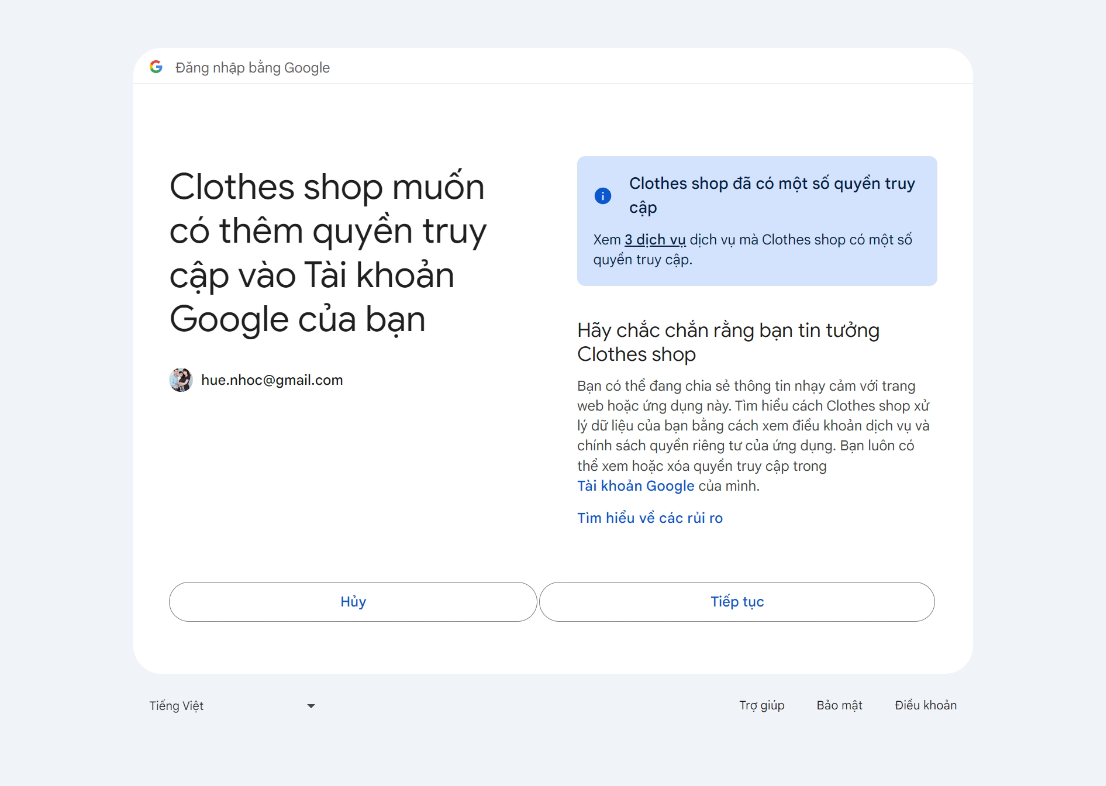 Đăng nhập bằng Google
Clothes shop muốn
có thêm quyền truy
cập vào Tài khoản
Google của bạn
hue.nhoc@gmail.com
Clothes shop đã có một số quyền truy
cập
Xem 3 dịch vụ dịch vụ mà Clothes shop có một số
quyền truy cập.
Hãy chắc chắn rằng bạn tin tưởng
Clothes shop
Bạn có thể đang chia sẻ thông tin nhạy cảm với trang
web hoặc ứng dụng này. Tìm hiểu cách Clothes shop xử
lý dữ liệu của bạn bằng cách xem điều khoản dịch vụ và
chính sách quyền riêng tư của ứng dụng. Bạn luôn có
thể xem hoặc xóa quyền truy cập trong
Tài khoản Google của mình.
Tìm hiểu về các rủi ro
Hủy
Tiếp tục
Tiếng Việt
Trợ giúp
Bảo mật
Điều khoản